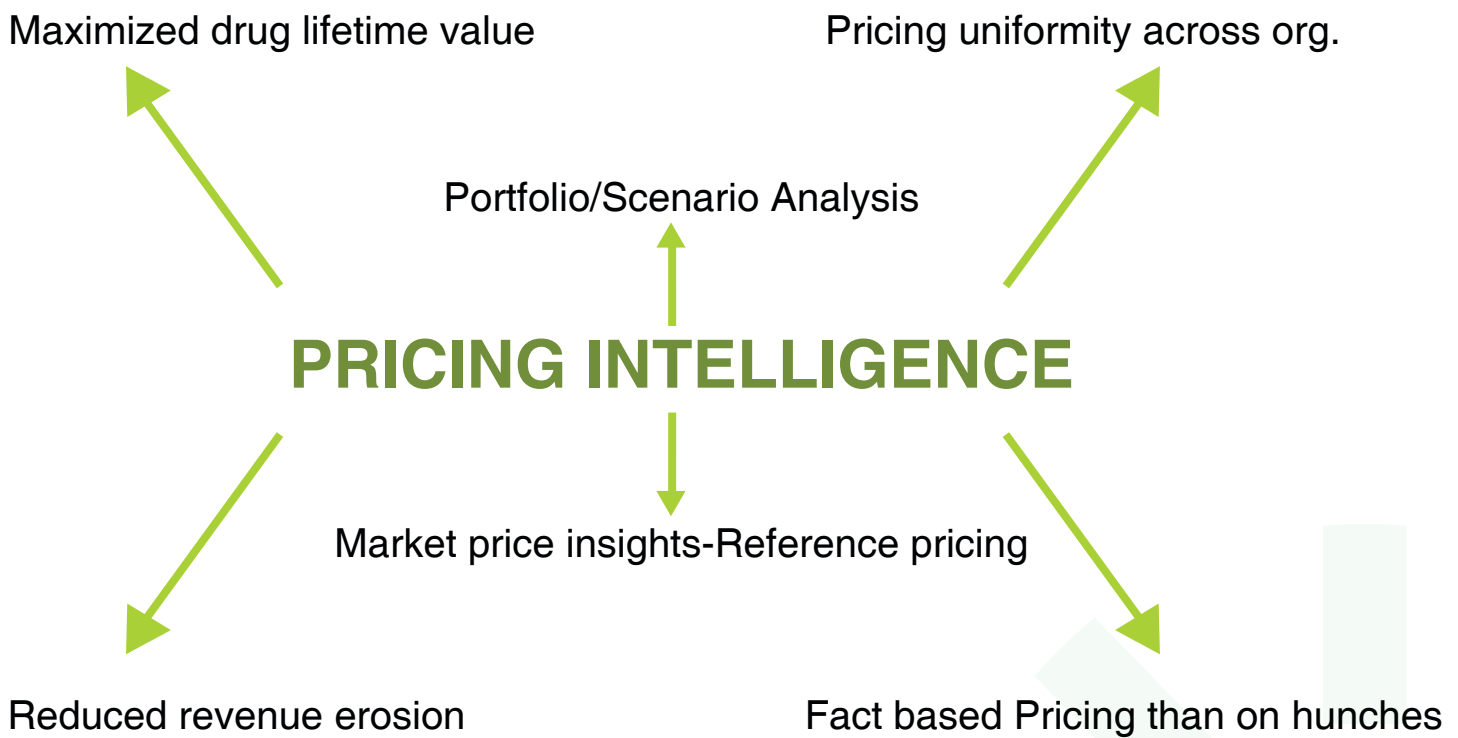 Maximized drug lifetime value
Pricing uniformity across org.
Portfolio/Scenario Analysis
PRICING INTELLIGENCE
Market price insights-Reference pricing
Reduced revenue erosion
Fact based Pricing than on hunches